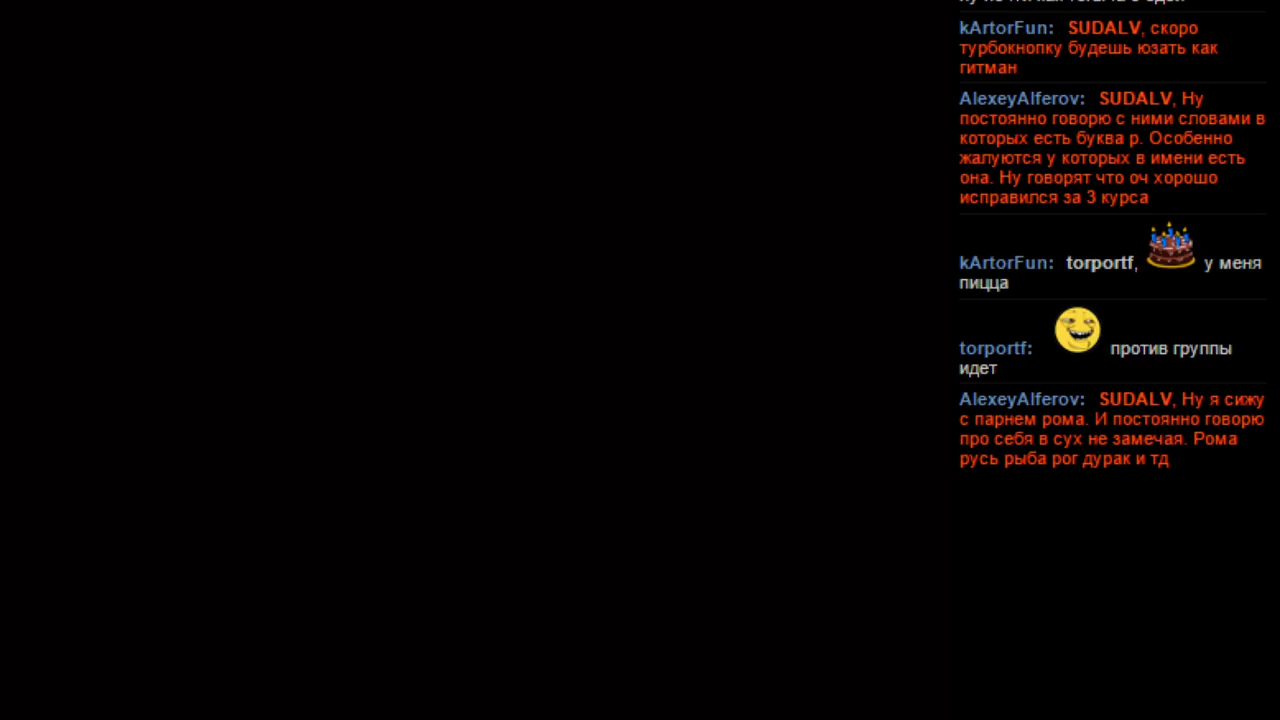 kArtorFun: SUDALV, скоро
турбокнопку будешь юзать как
гитман
AlexeyAlferov: SUDALV, Ну
постоянно говорю с ними словами в
которых есть буква р. Особенно
жалуются у которых в имени есть
она. Ну говорят что оч хорошо
исправился за 3 курса
kArtorFun: torportf, у меня
пицца
torportf: против группы
идет
AlexeyAlferov: SUDALV, Ну я сижу
с парнем рома. И постоянно говорю
про себя в сух не замечая. Рома
русь рыба рог дурак и тд